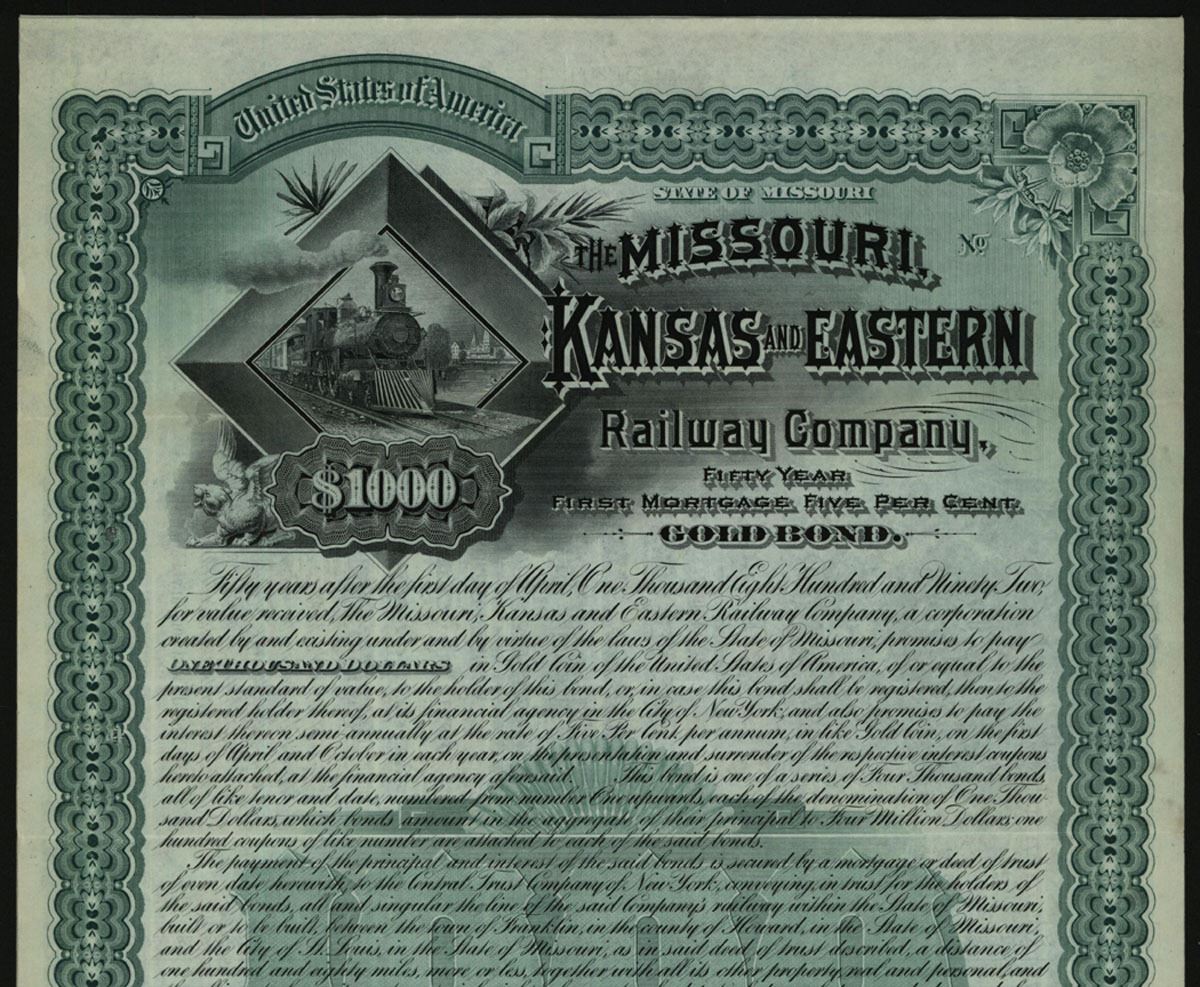 United States of America
STATE OF MISSOURI
THE MISSOURI,
No
KANSAS AND EASTERN
Railway Company,
$1000
FIFTY YEAR
FIRST MORTGAGE FIVE PER CENT
GOLD BOND.
Fifty years after the first day of April, One Thousand Eight Hundred and Ninety Two,
for value received, The Missouri, Kansas and Eastern Railway Company, a corporation
created by and existing under and by virtue of the laws of the State of Missouri, promises to pay
ONE THOUSAND DOLLARS in Gold Coin of the United States of America, of or equal to the
present standard of value, to the holder of this bond, or, in case this bond shall be registered, then to the
registered holder thereof, at its financial agency in the City of New York, and also promises to pay the
interest thereon, semi-annually at the rate of Five Per Cent. per annum, in like Gold Coin, on the first
days of April and October in each year, on the presentation and surrender of the respective interest coupons
hereto attached, at the financial agency aforesaid. This bond is one of a series of Four Thousand bonds,
all of like tenor and date, numbered from number One upwards, each of the denomination of One Thou-
sand Dollars, which bonds amount in the aggregate of their principal to Four Million Dollars; one
hundred coupons of like number are attached to each of the said bonds.
The payment of the principal and interest of the said bonds is secured by a mortgage or deed of trust
of even date herewith, to the Central Trust Company of New York, conveying, in trust for the holders of
the said bonds, all and singular the line of the said Company's railway within the State of Missouri,
built or to be built, between the town of Franklin, in the county of Howard, in the State of Missouri,
and the City of St. Louis, in the State of Missouri, as in said deed of trust described, a distance of
one hundred and eighty miles, more or less, together with all its other property, real and personal, and